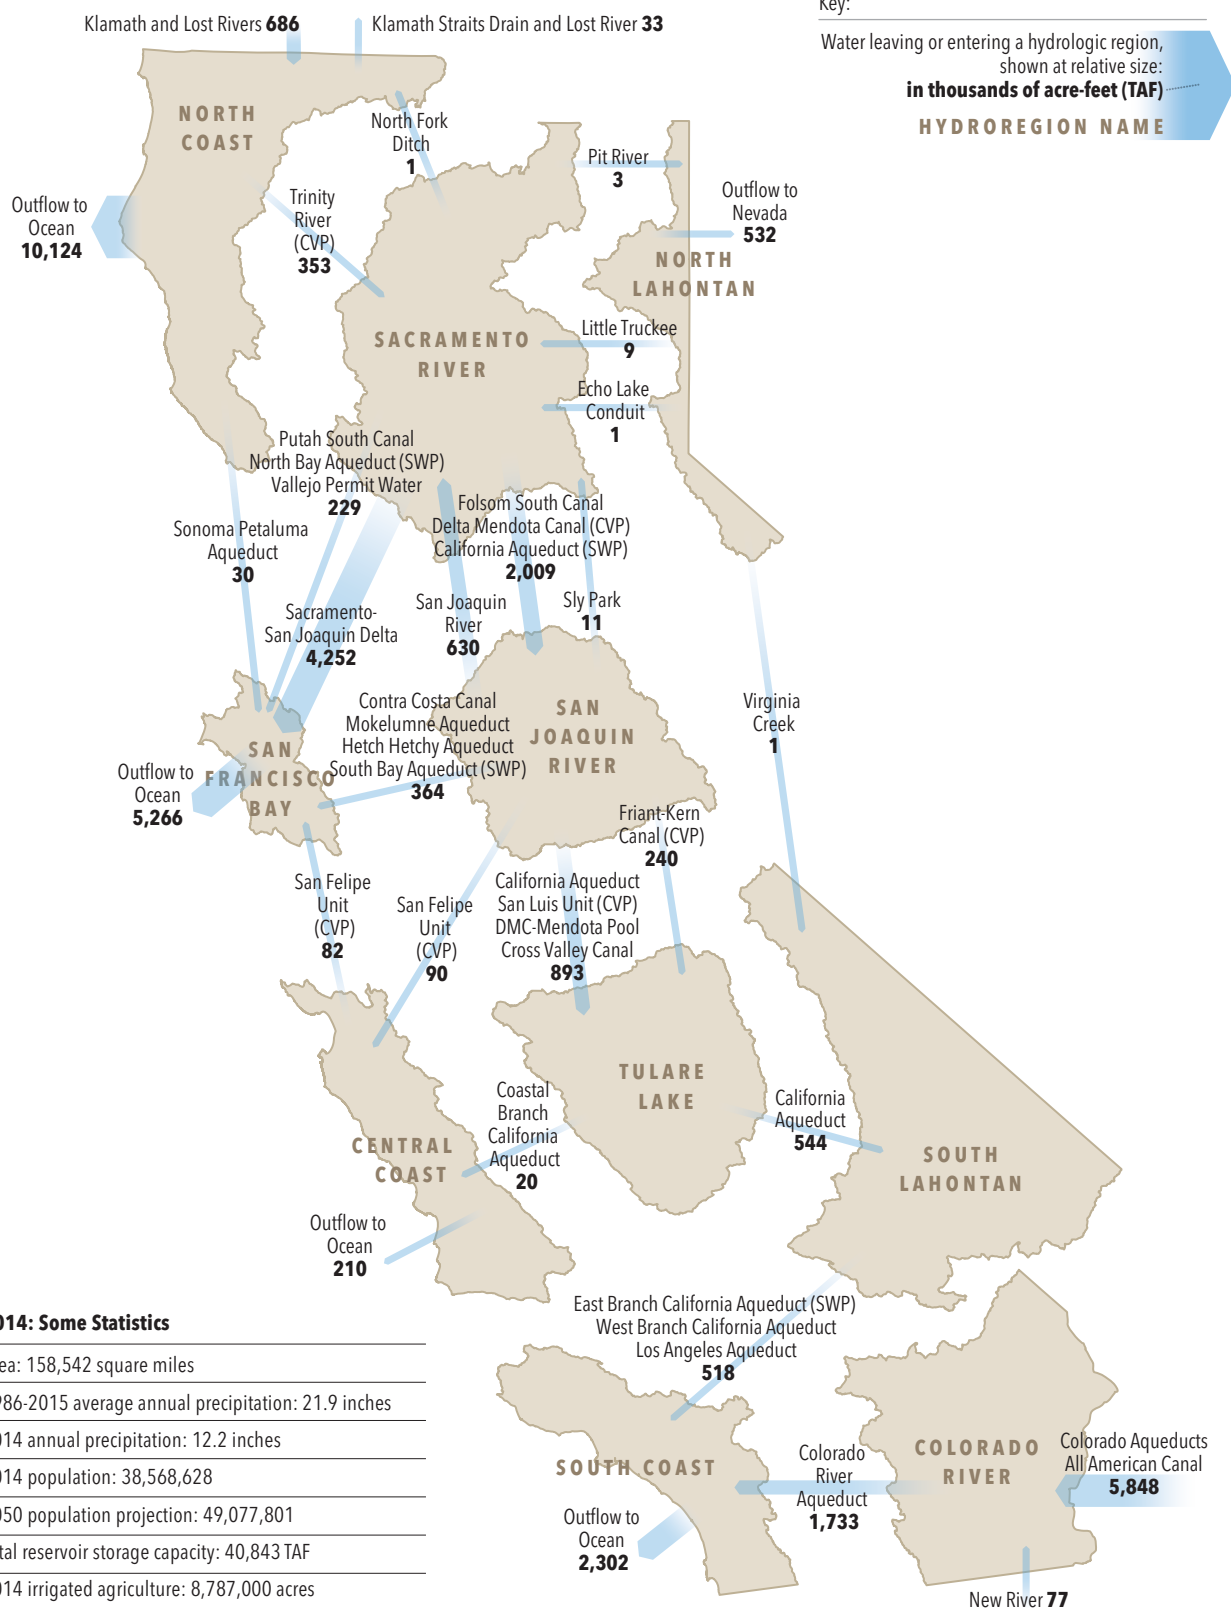 Klamath and Lost Rivers 686
Klamath Straits Drain and Lost River 33
Key:
Water leaving or entering a hydrologic region,
shown at relative size:
in thousands of acre-feet (TAF)
HYDROREGION NAME
NORTH
COAST
North Fork
Ditch
1
Pit River
3
Outflow to
Ocean
10,124
Trinity
River
(CVP)
353
Outflow to
Nevada
532
NORTH
LAHONTAN
SACRAMENTO
RIVER
Little Truckee
9
Echo Lake
Conduit
1
Putah South Canal
North Bay Aqueduct (SWP)
Vallejo Permit Water
229
Folsom South Canal
Delta Mendota Canal (CVP)
California Aqueduct (SWP)
2,009
Sonoma Petaluma
Aqueduct
30
Sacramento-
San Joaquin Delta
4,252
San Joaquin
River
630
Sly Park
11
Contra Costa Canal
Mokelumne Aqueduct
Hetch Hetchy Aqueduct
South Bay Aqueduct (SWP)
364
SAN
JOAQUIN
RIVER
Virginia
Creek
1
SAN
FRANCISCO
BAY
Outflow to
Ocean
5,266
Friant-Kern
Canal (CVP)
240
San Felipe
Unit
(CVP)
82
San Felipe
Unit
(CVP)
90
California Aqueduct
San Luis Unit (CVP)
DMC-Mendota Pool
Cross Valley Canal
893
TULARE
LAKE
Coastal
Branch
California
Aqueduct
20
California
Aqueduct
544
CENTRAL
COAST
SOUTH
LAHONTAN
Outflow to
Ocean
210
East Branch California Aqueduct (SWP)
West Branch California Aqueduct
Los Angeles Aqueduct
518
014: Some Statistics
ea: 158,542 square miles
986-2015 average annual precipitation: 21.9 inches
014 annual precipitation: 12.2 inches
014 population: 38,568,628
050 population projection: 49,077,801
tal reservoir storage capacity: 40,843 TAF
014 irrigated agriculture: 8,787,000 acres
SOUTH COAST
Outflow to
Ocean
2,302
Colorado
River
Aqueduct
1,733
COLORADO
RIVER
Colorado Aqueducts
All American Canal
5,848
New River 77